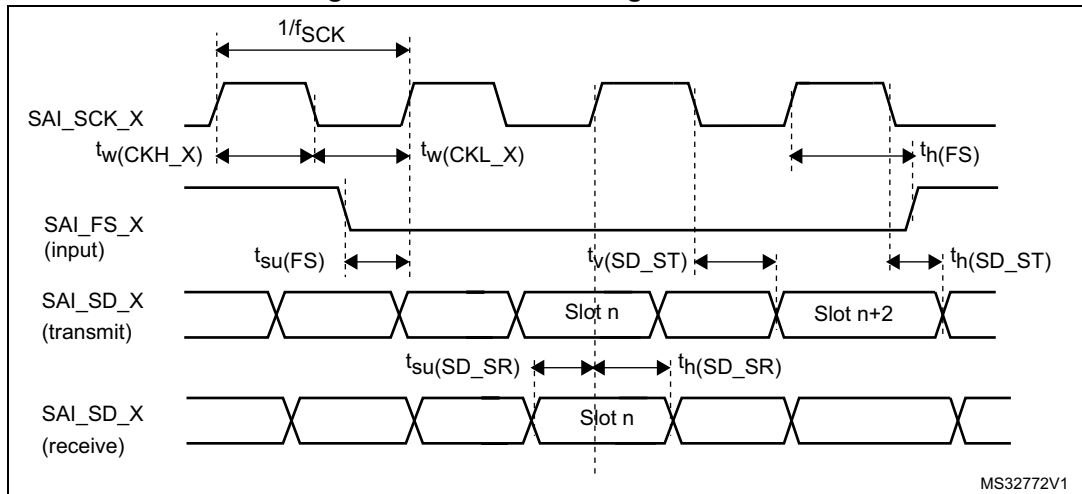 1/fSCK
SAI_SCK_X
tw(CKH_X)
tw(CKL_X)
th(FS)
SAI_FS_X
(input)
tsu(FS)
tv(SD_ST)
th(SD_ST)
SAI_SD_X
(transmit)
Slot n
Slot n+2
tsu(SD_SR)
th(SD_SR)
SAI_SD_X
(receive)
Slot n
MS32772V1